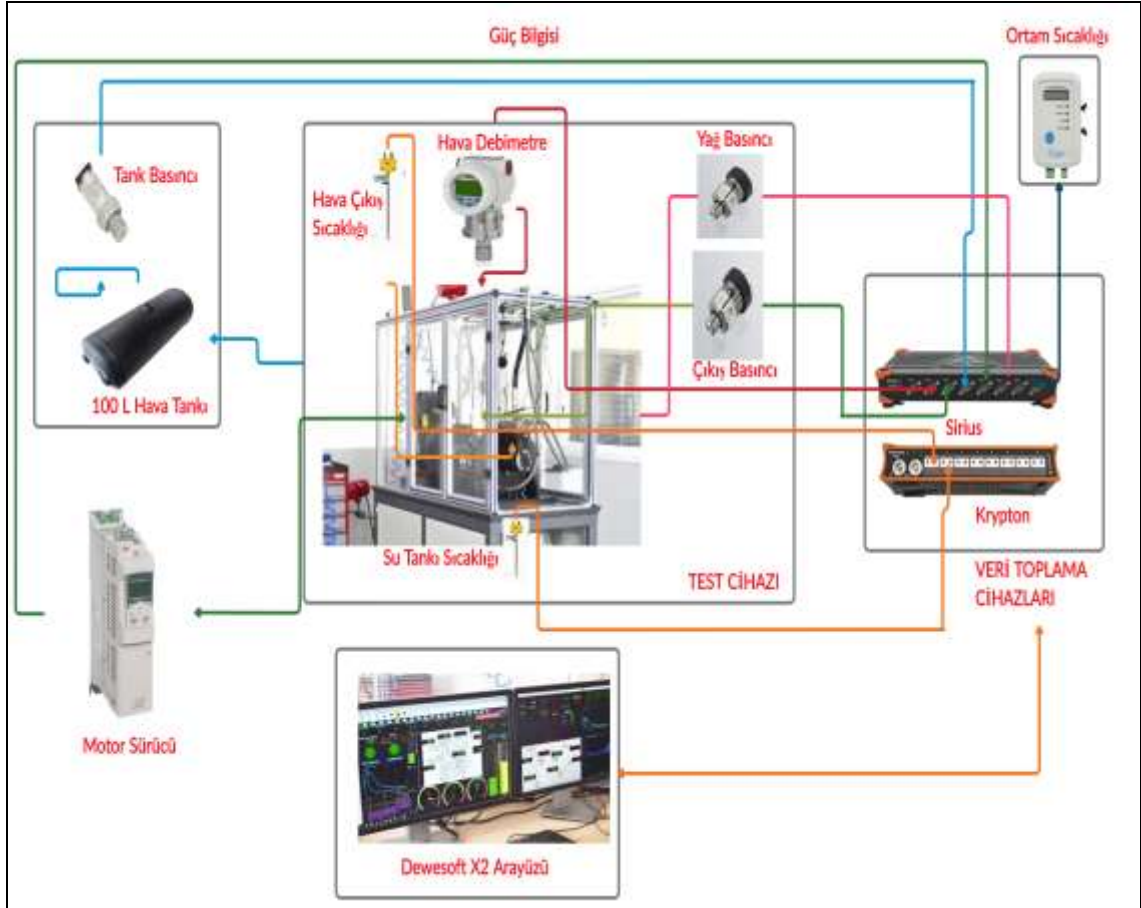 Güç Bilgisi
Ortam Sıcaklığı
Tank Basıncı
Hava Debimetre
Yağ Basıncı
Hava Çıkış
Sıcaklığı
100 L Hava Tankı
Çıkış Basıncı
Sirius
Krypton
Su Tankı Sıcaklığı
TEST CİHAZI
VERİ TOPLAMA
CİHAZLARI
Motor Sürücü
Dewesoft X2 Arayüzü